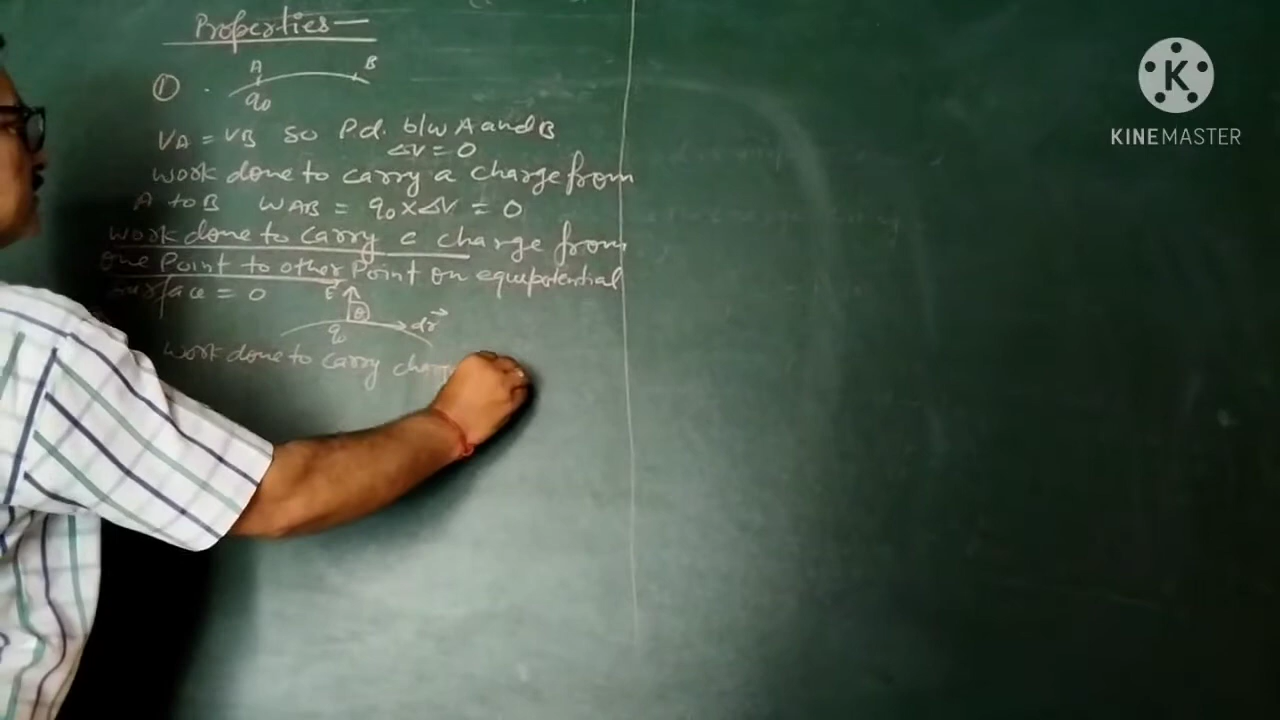 Properties —
① A B
q₀
VA = VB so P.d. b/w A and B
ΔV = 0
work done to carry a charge from
A to B WAB = q₀ × ΔV = 0
work done to carry a charge from
one Point to other Point on equipotential
surface = 0
E θ
q₀ dr
work done to carry charg
K
KINEMASTER